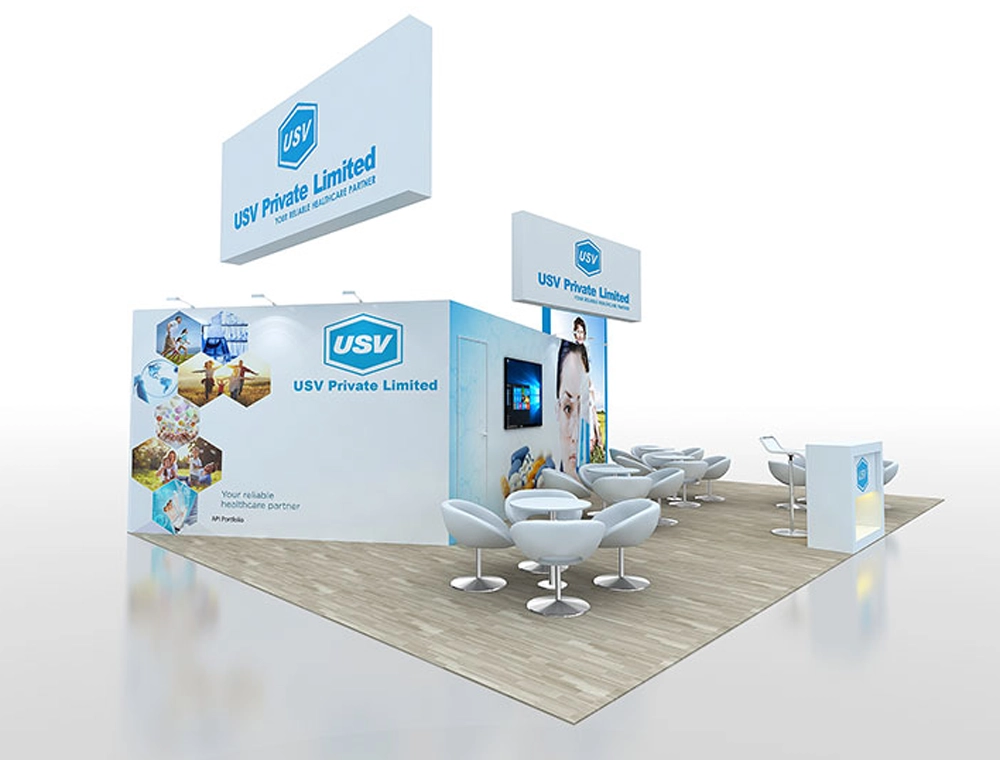 USV
USV Private Limited
YOUR RELIABLE HEALTHCARE PARTNER
USV
USV Private Limited
YOUR RELIABLE HEALTHCARE PARTNER
USV
USV Private Limited
Your reliable
healthcare partner
API Portfolio
USV